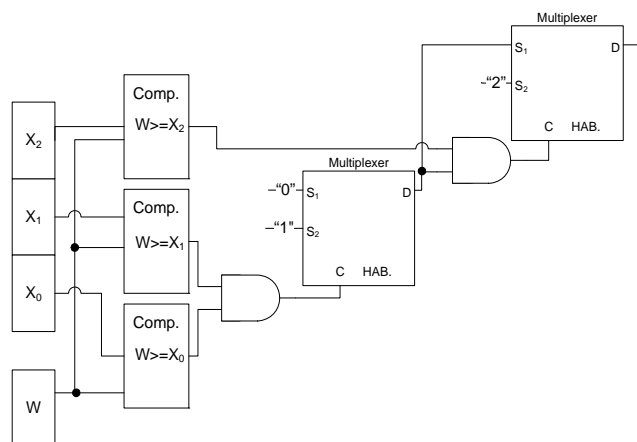 Multiplexer
S₁ D
–“2” S₂
C HAB.
Comp.
W>=X₂
X₂
Multiplexer
–“0” S₁ D
–“1" S₂
C HAB.
Comp.
W>=X₁
X₁
X₀
Comp.
W>=X₀
W